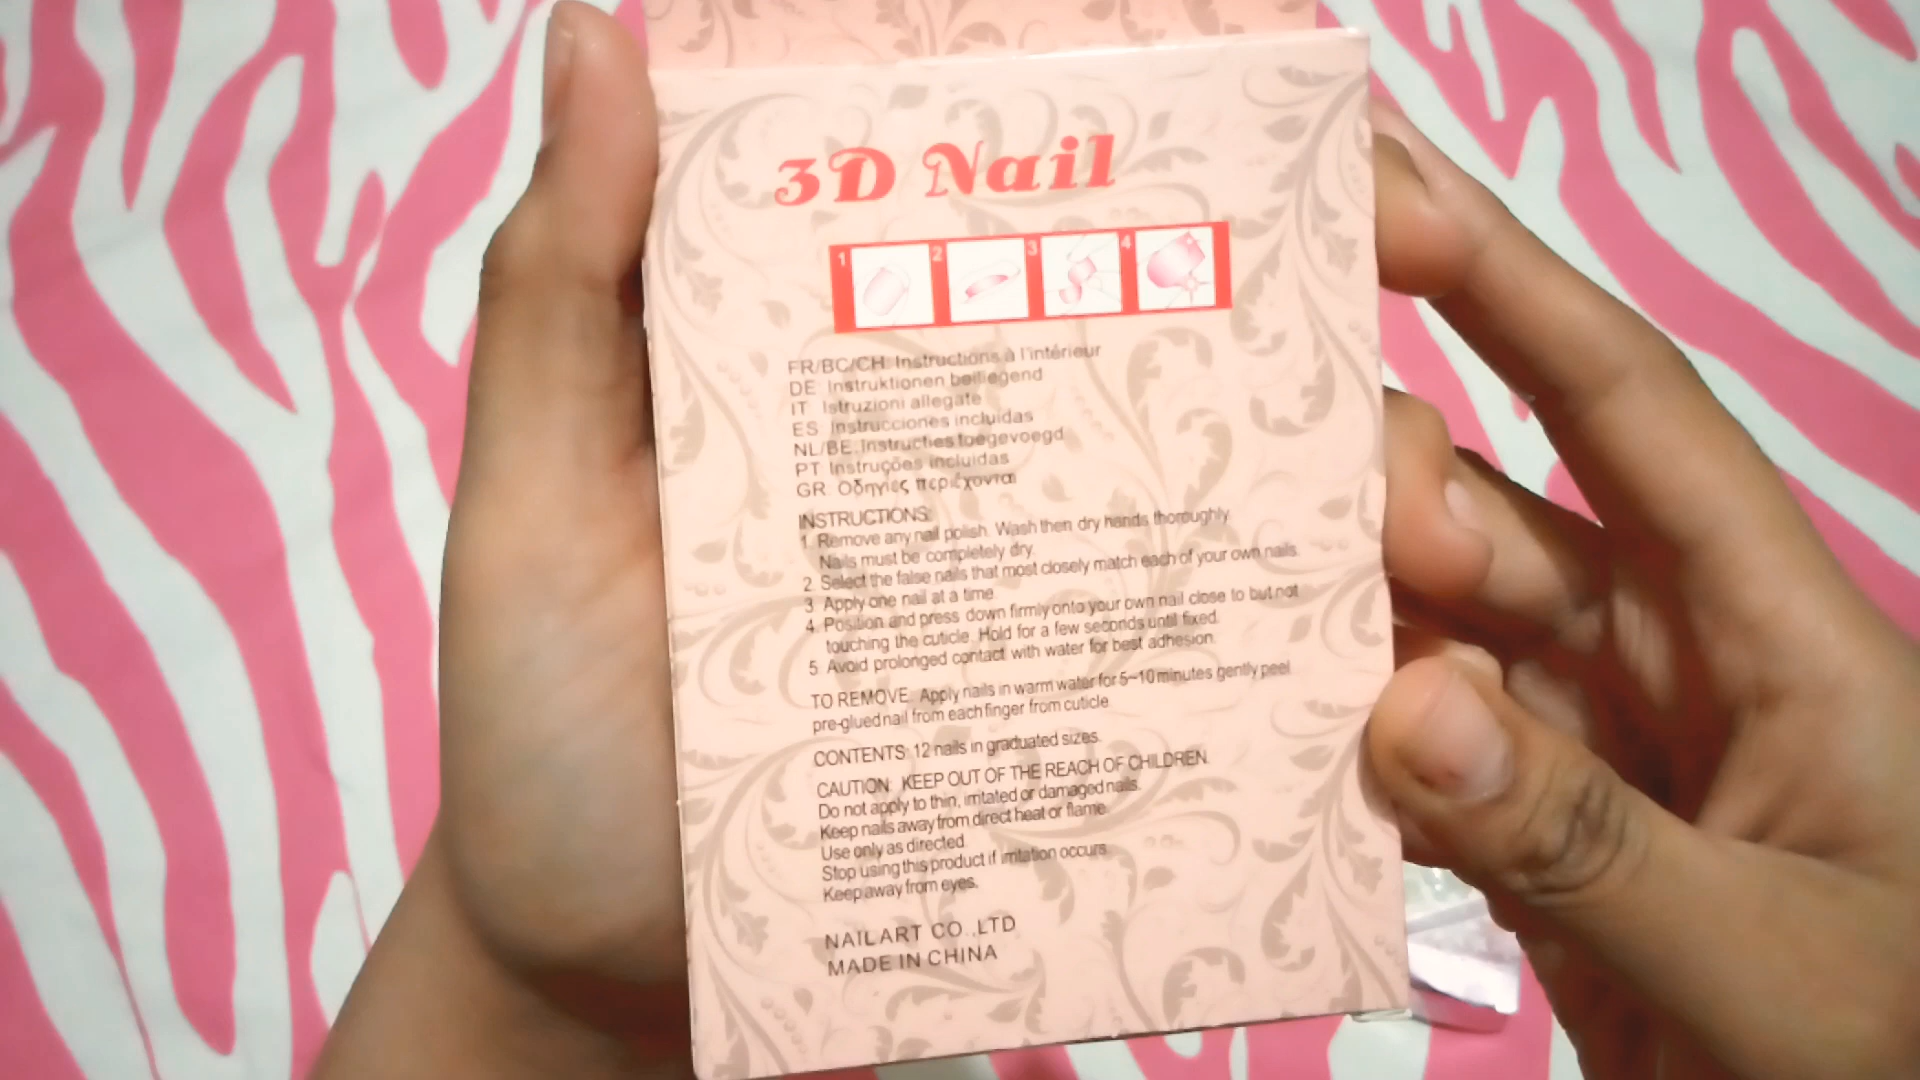 3D Nail
1 2 3 4
FR/BC/CH: Instructions à l'intérieur
DE: Instruktionen beiliegend
IT: Istruzioni allegate
ES: Instrucciones incluidas
NL/BE: Instructies toegevoegd
PT: Instruções incluidas
GR: Οδηγίες περιέχονται
INSTRUCTIONS:
1. Remove any nail polish. Wash then dry hands thoroughly.
Nails must be completely dry.
2. Select the false nails that most closely match each of your own nails.
3. Apply one nail at a time.
4. Position and press down firmly onto your own nail close to but not
touching the cuticle. Hold for a few seconds until fixed.
5. Avoid prolonged contact with water for best adhesion.
TO REMOVE: Apply nails in warm water for 5~10 minutes gently peel
pre-glued nail from each finger from cuticle
CONTENTS: 12 nails in graduated sizes.
CAUTION: KEEP OUT OF THE REACH OF CHILDREN.
Do not apply to thin, irritated or damaged nails.
Keep nails away from direct heat or flame.
Use only as directed.
Stop using this product if irritation occurs.
Keep away from eyes.
NAIL ART CO.,LTD
MADE IN CHINA